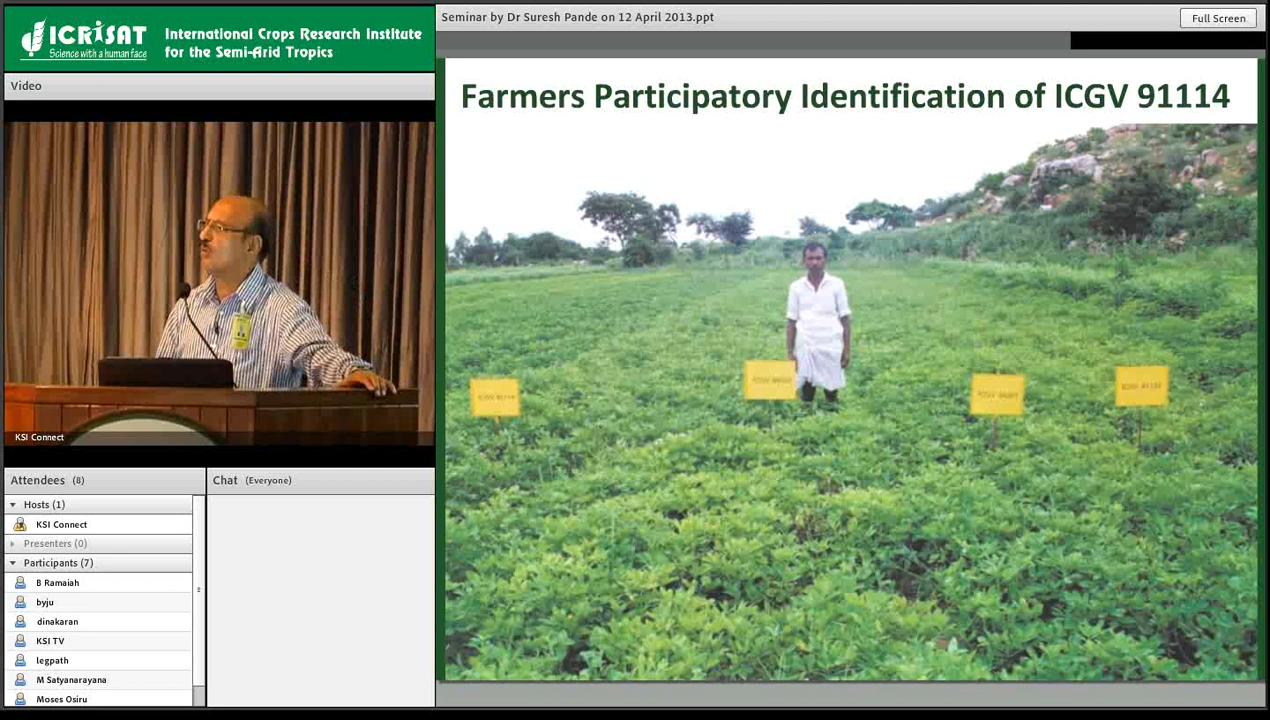 ICRISAT
Science with a human face
International Crops Research Institute
for the Semi-Arid Tropics
Video
KSI Connect
Attendees (8)
Hosts (1)
KSI Connect
Presenters (0)
Participants (7)
B Ramaiah
byju
dinakaran
KSI TV
legpath
M Satyanarayana
Moses Osiru
Chat (Everyone)
Seminar by Dr Suresh Pande on 12 April 2013.ppt
Full Screen
Farmers Participatory Identification of ICGV 91114